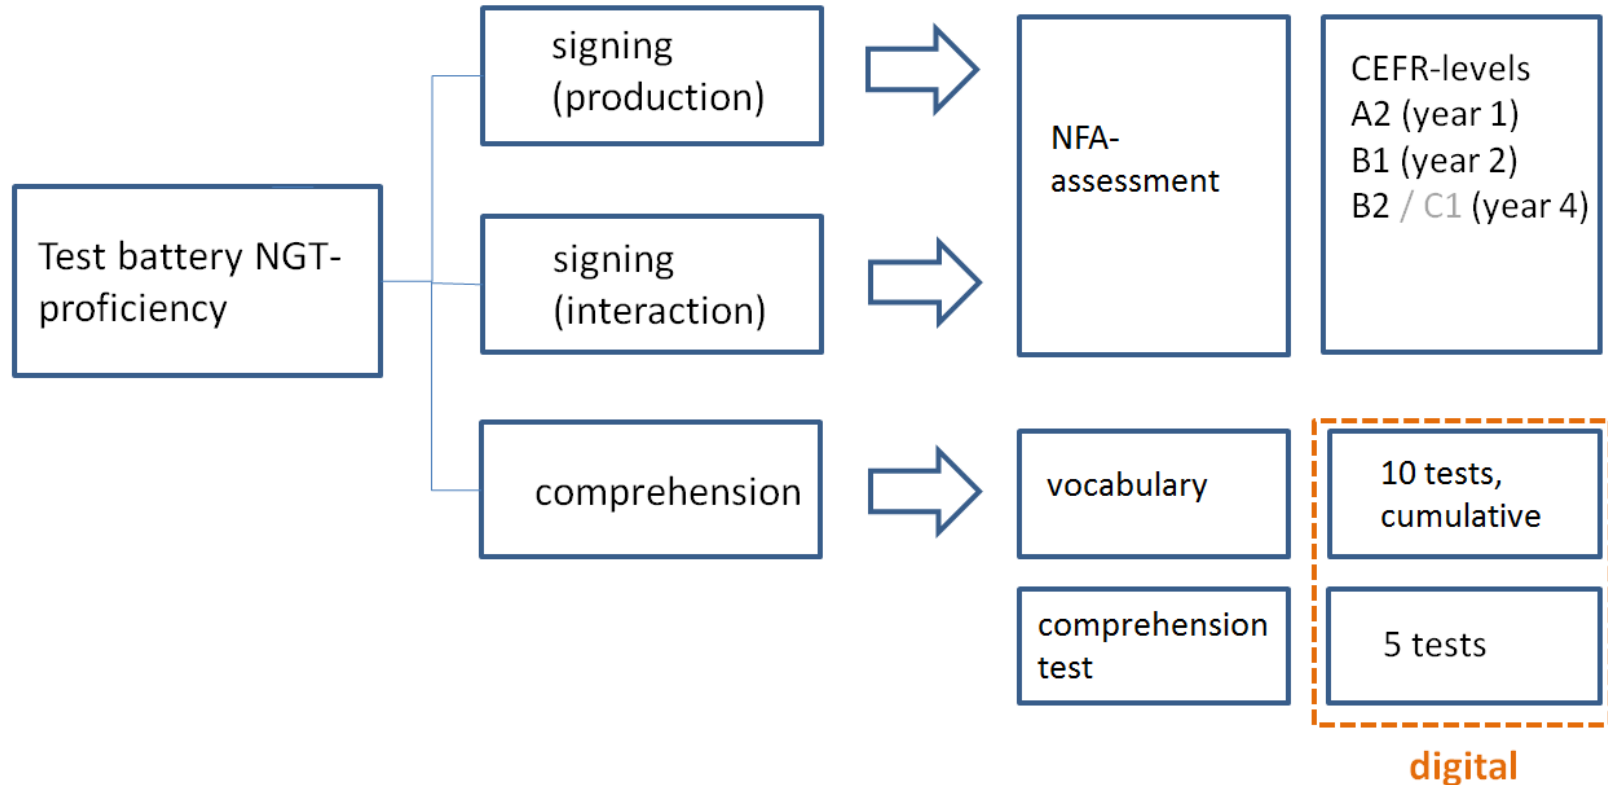 Test battery NGT-
proficiency
signing
(production)
signing
(interaction)
comprehension
NFA-
assessment
CEFR-levels
A2 (year 1)
B1 (year 2)
B2 / C1 (year 4)
vocabulary
10 tests,
cumulative
comprehension
test
5 tests
digital